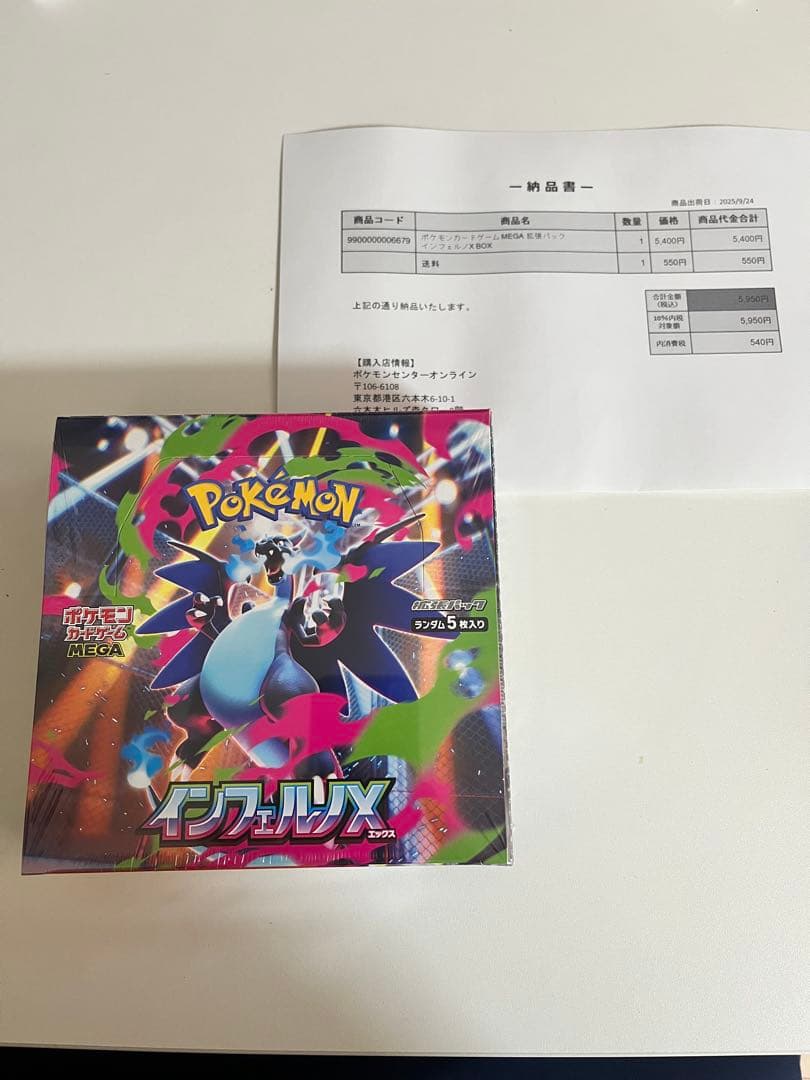 ― 納品書 ―
商品出荷日：2025/9/24
商品コード 商品名 数量 価格 商品代金合計
9900000006679 ポケモンカードゲーム MEGA 拡張パック
インフェルノX BOX 1 5,400円 5,400円
送料 1 550円 550円
合計金額
(税込) 5,950円
10%内税
対象額 5,950円
内消費税 540円
上記の通り納品いたします。
【購入店情報】
ポケモンセンターオンライン
〒106-6108
東京都港区六本木6-10-1
POKÉMON
TM
ポケモン
カードゲーム
MEGA
拡張パック
ランダム5枚入り
インフェルノX
エックス